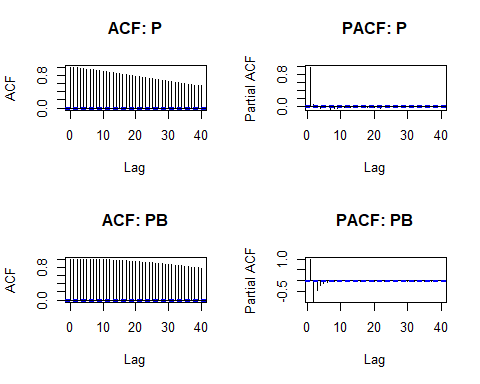 ACF: P
PACF: P
ACF
0.0
0.8
0 10 20 30 40
Lag
Partial ACF
0.0
0.8
0 10 20 30 40
Lag
ACF: PB
PACF: PB
ACF
0.0
0.8
0 10 20 30 40
Lag
Partial ACF
-0.5
1.0
0 10 20 30 40
Lag